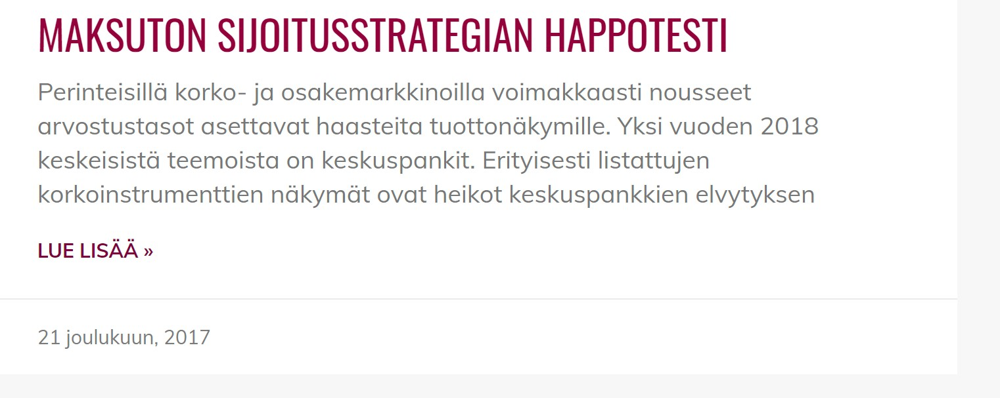 MAKSUTON SIJOITUSSTRATEGIAN HAPPOTESTI
Perinteisillä korko- ja osakemarkkinoilla voimakkaasti nousseet
arvostustasot asettavat haasteita tuottonäkymille. Yksi vuoden 2018
keskeisistä teemoista on keskuspankit. Erityisesti listattujen
korkoinstrumenttien näkymät ovat heikot keskuspankkien elvytyksen
LUE LISÄÄ »
21 joulukuun, 2017